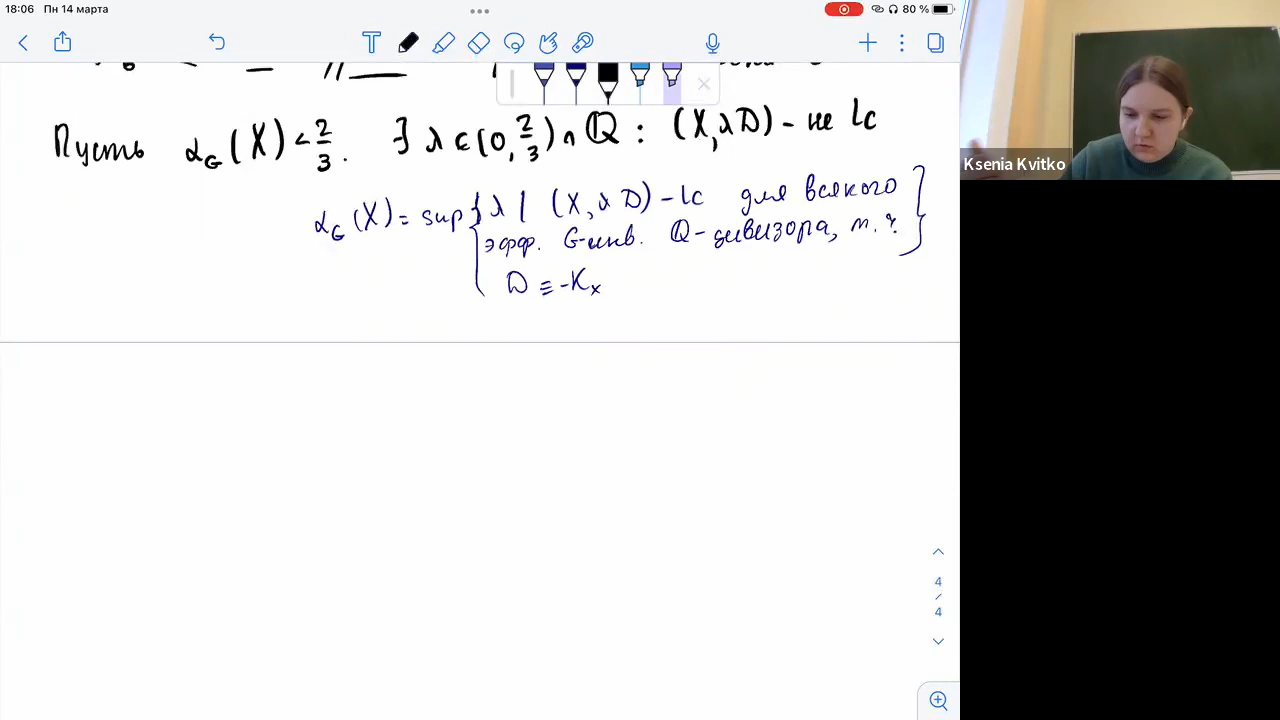 18:06 Пн 14 марта
80 %
Пусть α_G(X) < 2/3. ∃ λ ∈ (0, 2/3) ∩ ℚ : (X, λD) – не lc
α_G(X) = sup { λ | (X, λD) – lc для всякого
эфф. G-инв. ℚ-дивизора, т. ч. }
D ≡ -K_X
4
4
Ksenia Kvitko